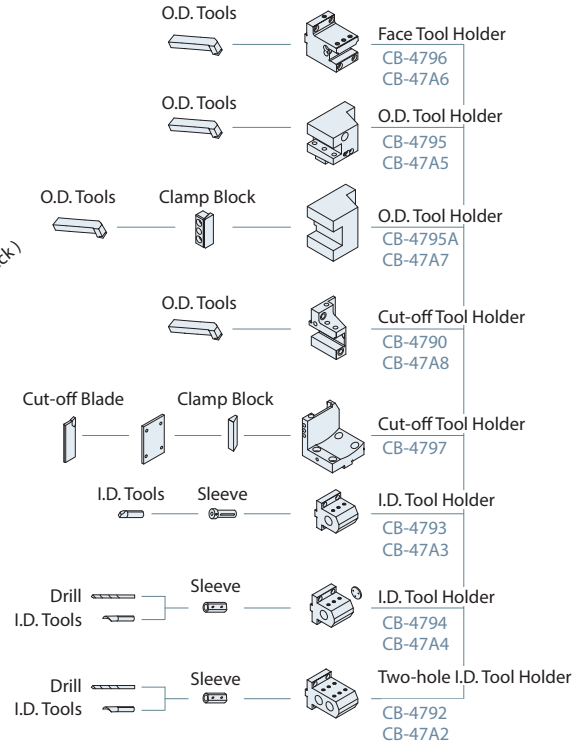 O.D. Tools
Face Tool Holder
CB-4796
CB-47A6
O.D. Tools
O.D. Tool Holder
CB-4795
CB-47A5
O.D. Tools Clamp Block
O.D. Tool Holder
CB-4795A
CB-47A7
ck)
O.D. Tools
Cut-off Tool Holder
CB-4790
CB-47A8
Cut-off Blade Clamp Block
Cut-off Tool Holder
CB-4797
I.D. Tools Sleeve
I.D. Tool Holder
CB-4793
CB-47A3
Drill
I.D. Tools
Sleeve
I.D. Tool Holder
CB-4794
CB-47A4
Drill
I.D. Tools
Sleeve
Two-hole I.D. Tool Holder
CB-4792
CB-47A2